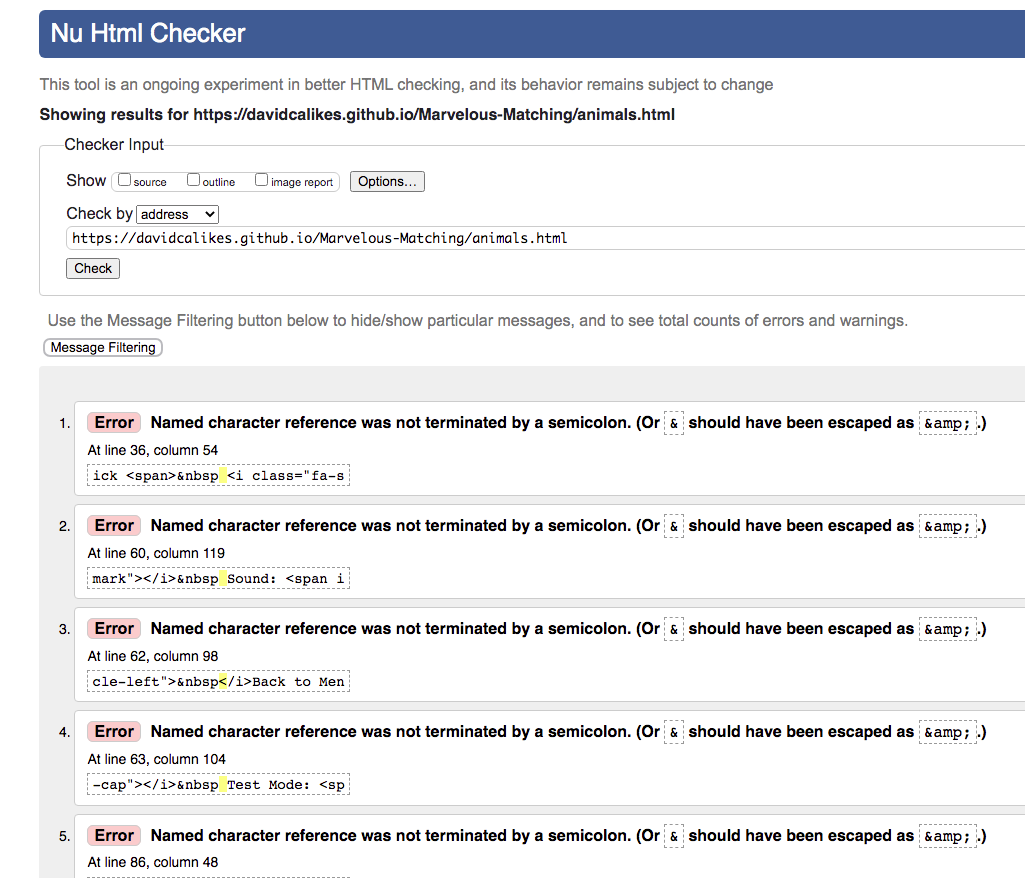 Nu Html Checker
This tool is an ongoing experiment in better HTML checking, and its behavior remains subject to change
Showing results for https://davidcalikes.github.io/Marvelous-Matching/animals.html
Checker Input
Show source outline image report Options...
Check by address
https://davidcalikes.github.io/Marvelous-Matching/animals.html
Check
Use the Message Filtering button below to hide/show particular messages, and to see total counts of errors and warnings.
Message Filtering
1. Error Named character reference was not terminated by a semicolon. (Or & should have been escaped as &amp;.)
At line 36, column 54
ick <span>&nbsp <i class="fa-s
2. Error Named character reference was not terminated by a semicolon. (Or & should have been escaped as &amp;.)
At line 60, column 119
mark"></i>&nbsp Sound: <span i
3. Error Named character reference was not terminated by a semicolon. (Or & should have been escaped as &amp;.)
At line 62, column 98
cle-left">&nbsp</i>Back to Men
4. Error Named character reference was not terminated by a semicolon. (Or & should have been escaped as &amp;.)
At line 63, column 104
-cap"></i>&nbsp Test Mode: <sp
5. Error Named character reference was not terminated by a semicolon. (Or & should have been escaped as &amp;.)
At line 86, column 48